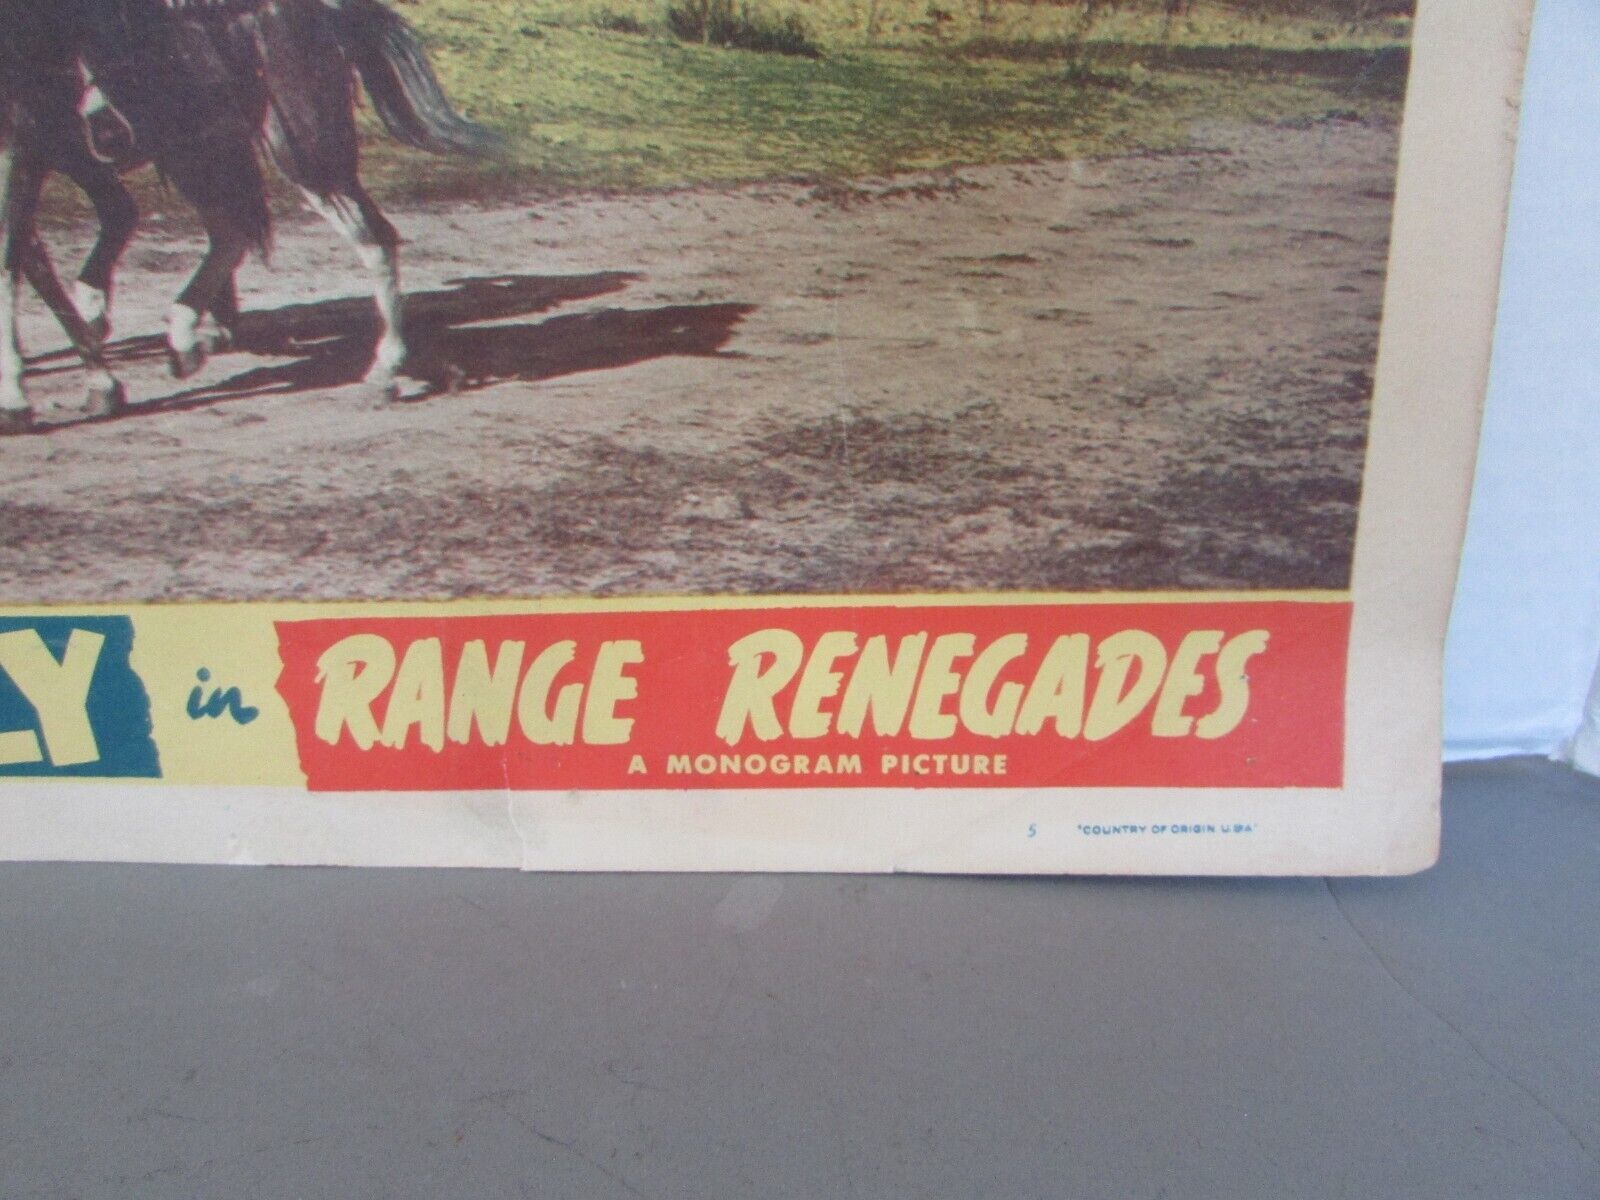 LY in RANGE RENEGADES
A MONOGRAM PICTURE
5 "COUNTRY OF ORIGIN U.S.A"